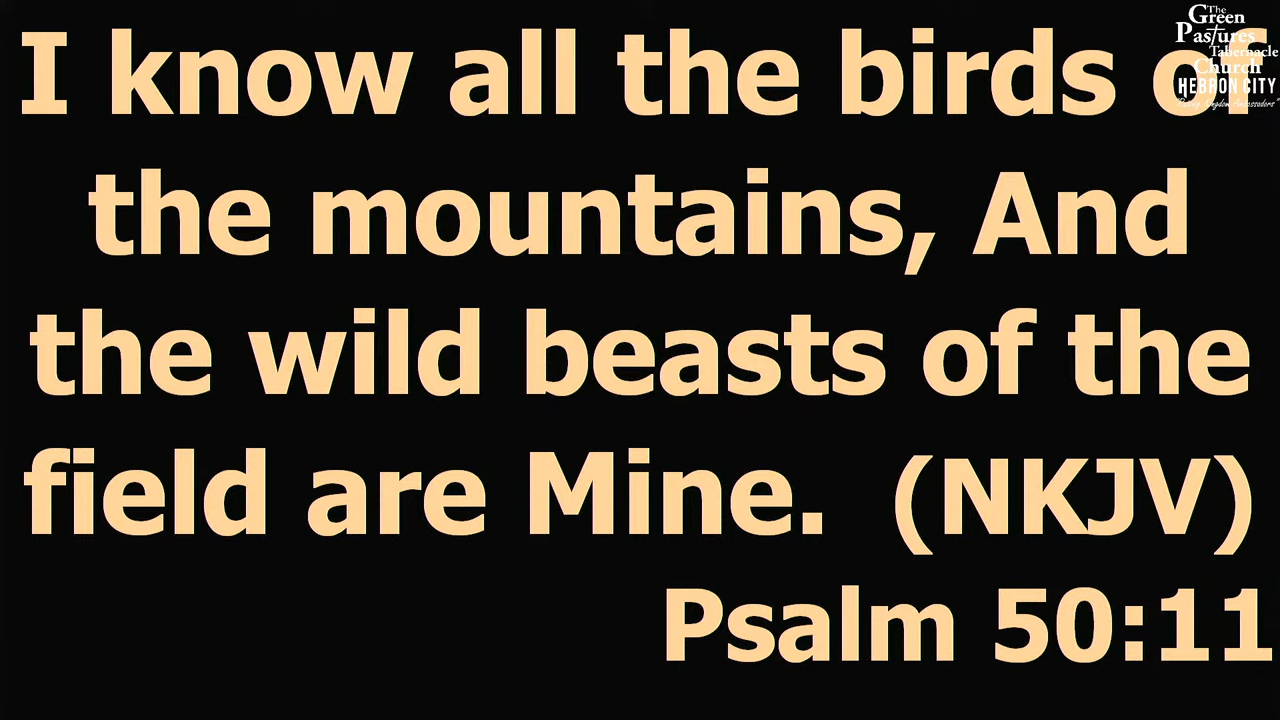 The
Green
Pastures
Tabernacle
Church
HEBRON CITY
I know all the birds of
the mountains, And
the wild beasts of the
field are Mine. (NKJV)
Psalm 50:11